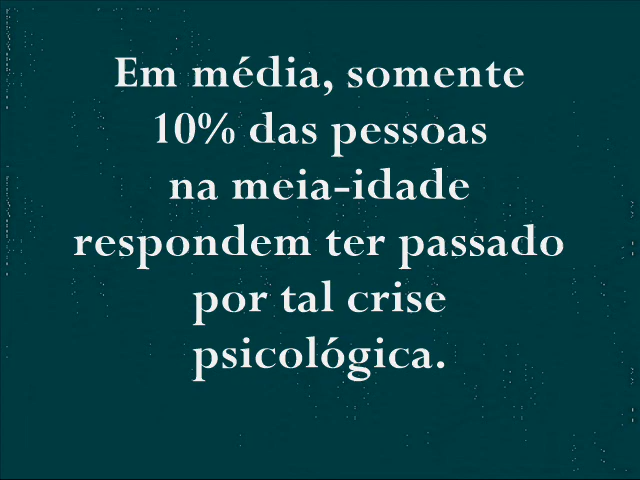 Em média, somente
10% das pessoas
na meia-idade
respondem ter passado
por tal crise
psicológica.